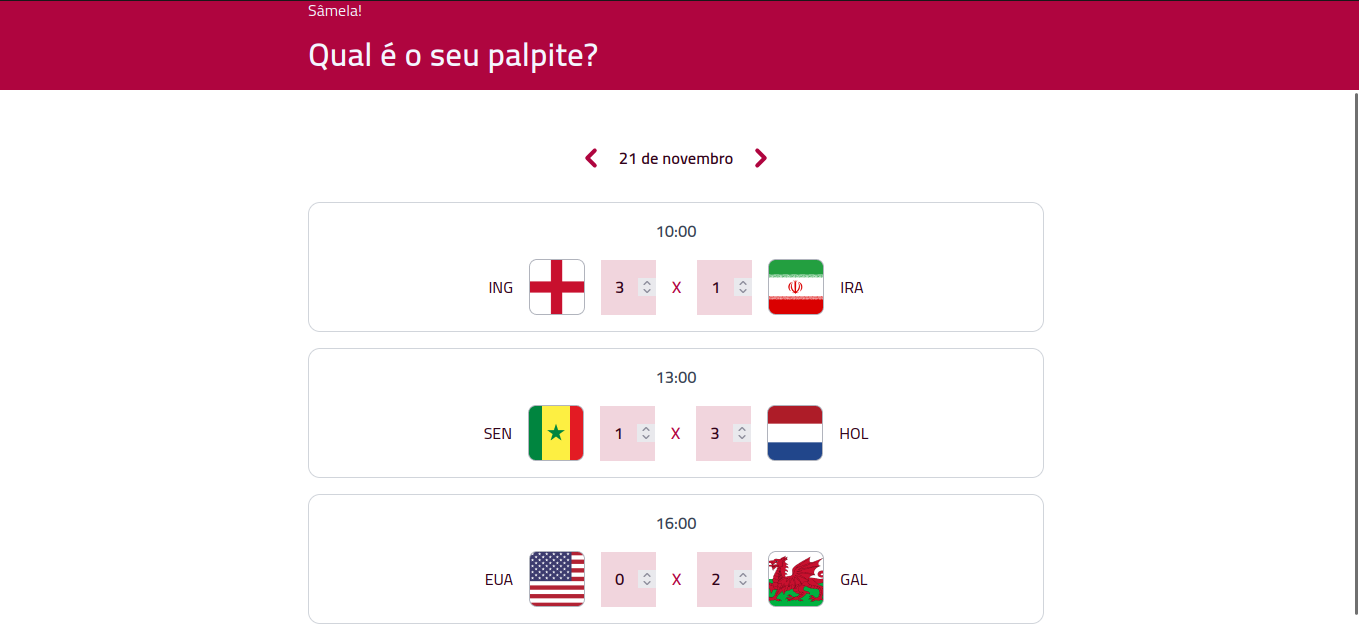 Sâmela!
Qual é o seu palpite?
21 de novembro
10:00
ING 3 X 1 IRA
13:00
SEN 1 X 3 HOL
16:00
EUA 0 X 2 GAL